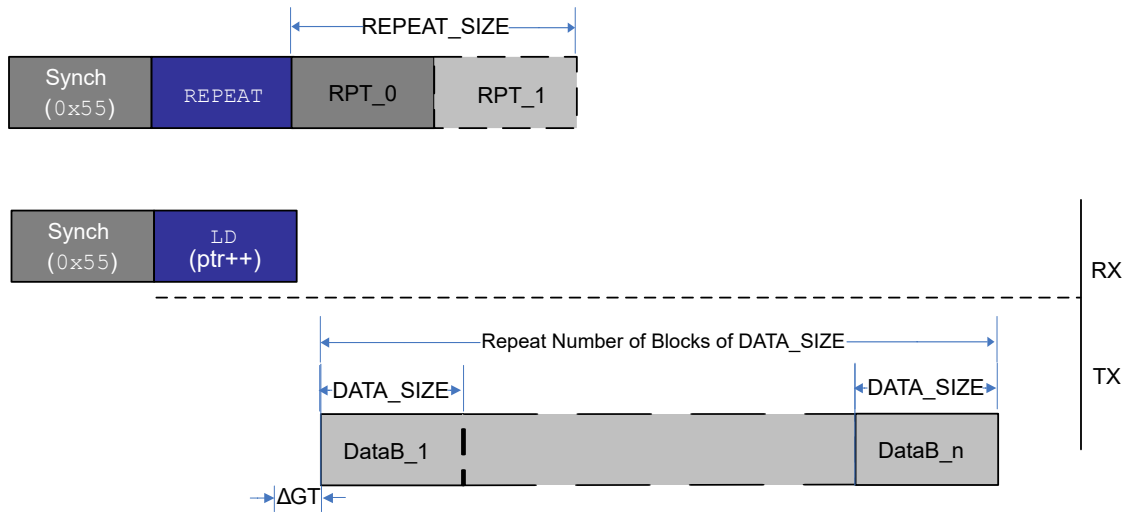 REPEAT_SIZE
Synch
(0x55)
REPEAT
RPT_0
RPT_1
Synch
(0x55)
LD
(ptr++)
RX
Repeat Number of Blocks of DATA_SIZE
TX
DATA_SIZE
DATA_SIZE
DataB_1
DataB_n
ΔGT